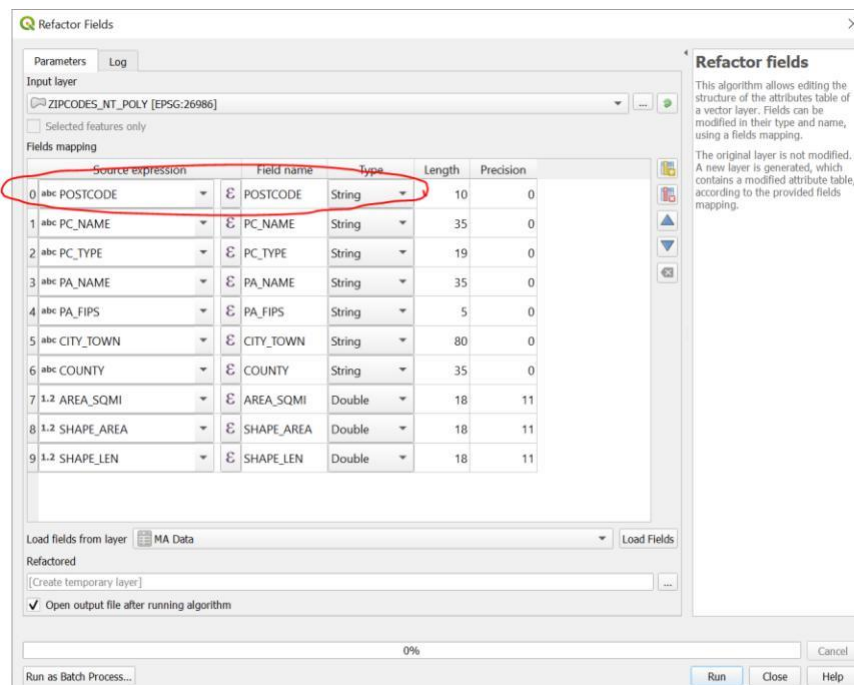 Refactor Fields
Parameters Log
Input layer
ZIPCODES_NT_POLY [EPSG:26986]
Selected features only
Fields mapping
Source expression Field name Type Length Precision
0 abc POSTCODE ε POSTCODE String 10 0
1 abc PC_NAME ε PC_NAME String 35 0
2 abc PC_TYPE ε PC_TYPE String 19 0
3 abc PA_NAME ε PA_NAME String 35 0
4 abc PA_FIPS ε PA_FIPS String 5 0
5 abc CITY_TOWN ε CITY_TOWN String 80 0
6 abc COUNTY ε COUNTY String 35 0
7 1.2 AREA_SQMI ε AREA_SQMI Double 18 11
8 1.2 SHAPE_AREA ε SHAPE_AREA Double 18 11
9 1.2 SHAPE_LEN ε SHAPE_LEN Double 18 11
Load fields from layer MA Data Load Fields
Refactored
[Create temporary layer] ...
Open output file after running algorithm
0% Cancel
Run as Batch Process... Run Close Help
Refactor fields
This algorithm allows editing the
structure of the attributes table of
a vector layer. Fields can be
modified in their type and name,
using a fields mapping.
The original layer is not modified.
A new layer is generated, which
contains a modified attribute table,
according to the provided fields
mapping.